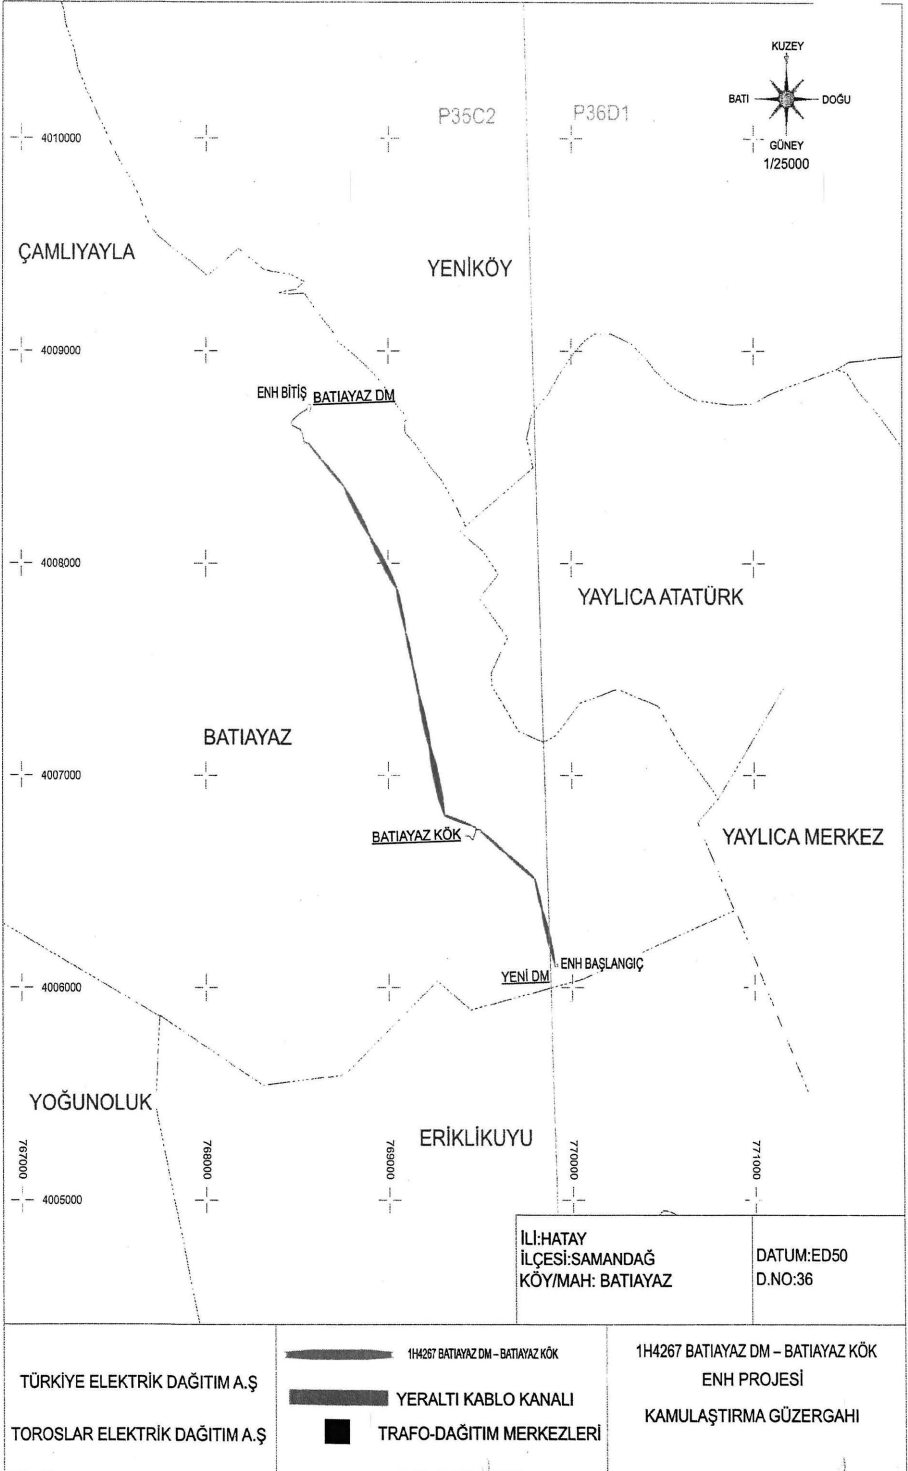 KUZEY
BATI
DOĞU
GÜNEY
1/25000
P35C2
P36D1
4010000
ÇAMLIYAYLA
YENİKÖY
4009000
ENH BİTİŞ
BATIAYAZ DM
4008000
YAYLICA ATATÜRK
BATIAYAZ
4007000
BATIAYAZ KÖK
YAYLICA MERKEZ
ENH BAŞLANGIÇ
YENİ DM
4006000
YOĞUNOLUK
ERİKLİKUYU
767000
768000
769000
770000
771000
4005000
İLİ:HATAY
İLÇESİ:SAMANDAĞ
KÖY/MAH: BATIAYAZ
DATUM:ED50
D.NO:36
TÜRKİYE ELEKTRİK DAĞITIM A.Ş
TOROSLAR ELEKTRİK DAĞITIM A.Ş
1H4267 BATIAYAZ DM – BATIAYAZ KÖK
YERALTI KABLO KANALI
TRAFO-DAĞITIM MERKEZLERİ
1H4267 BATIAYAZ DM – BATIAYAZ KÖK
ENH PROJESİ
KAMULAŞTIRMA GÜZERGAHI